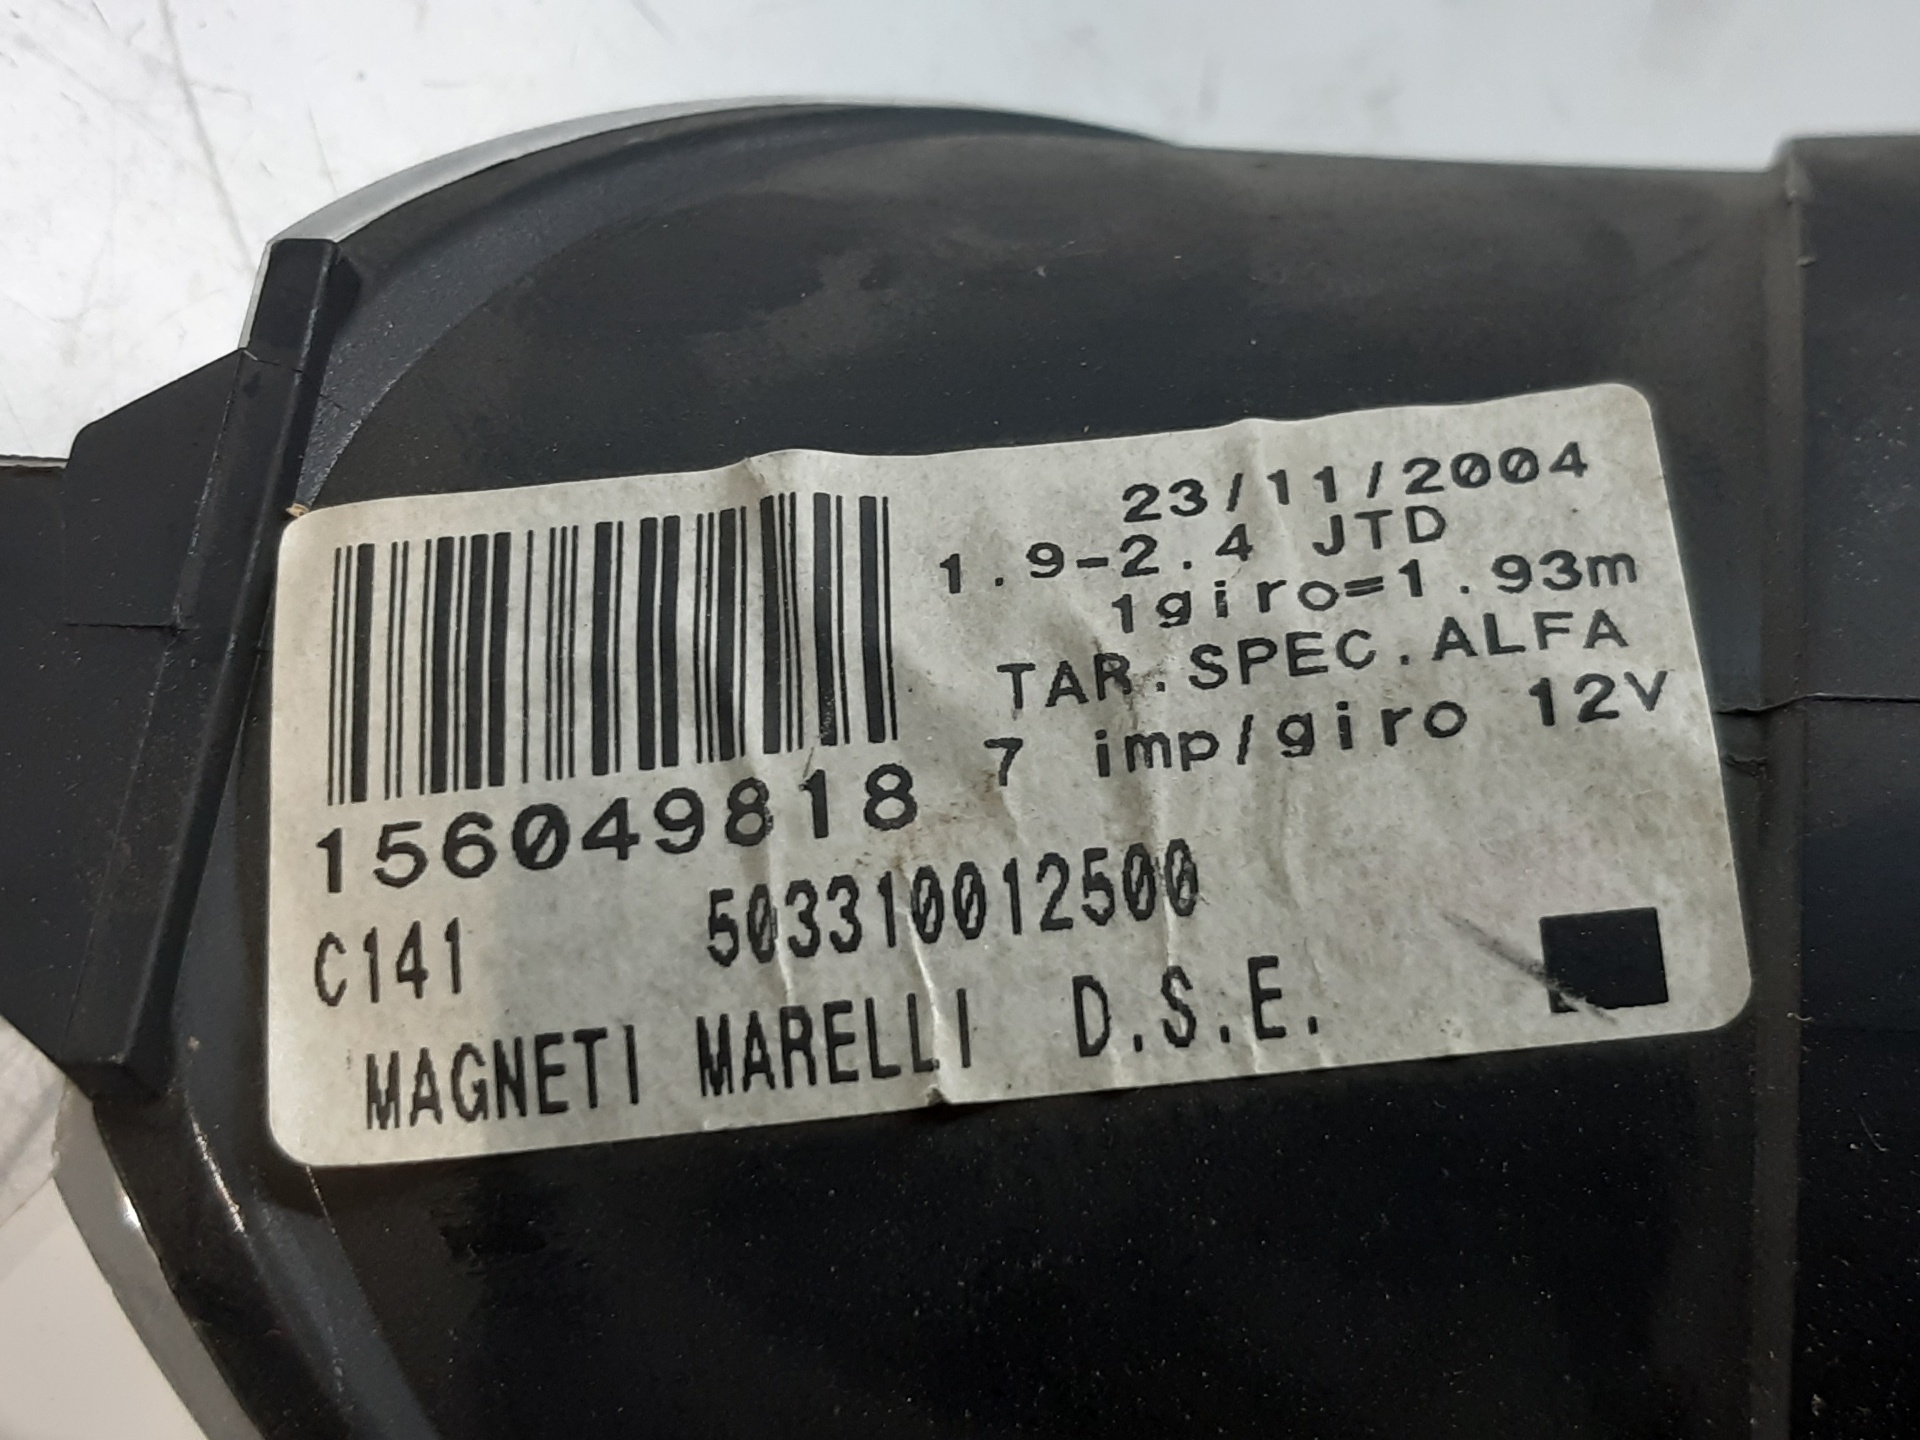 23/11/2004
1.9-2.4 JTD
1giro=1.93m
TAR.SPEC.ALFA
7 imp/giro 12V
156049818
C141 503310012500
MAGNETI MARELLI D.S.E.